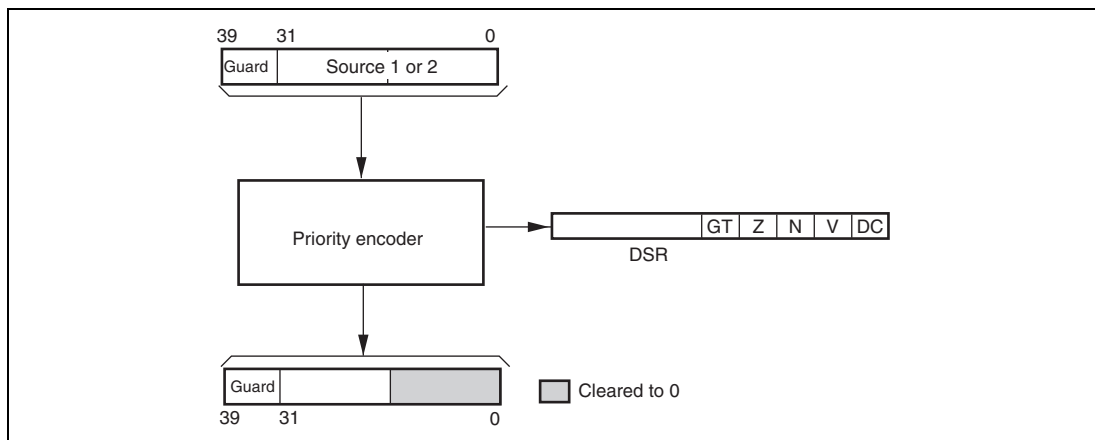 39 31 0
Guard Source 1 or 2
Priority encoder
GT Z N V DC
DSR
Guard
39 31 0
Cleared to 0